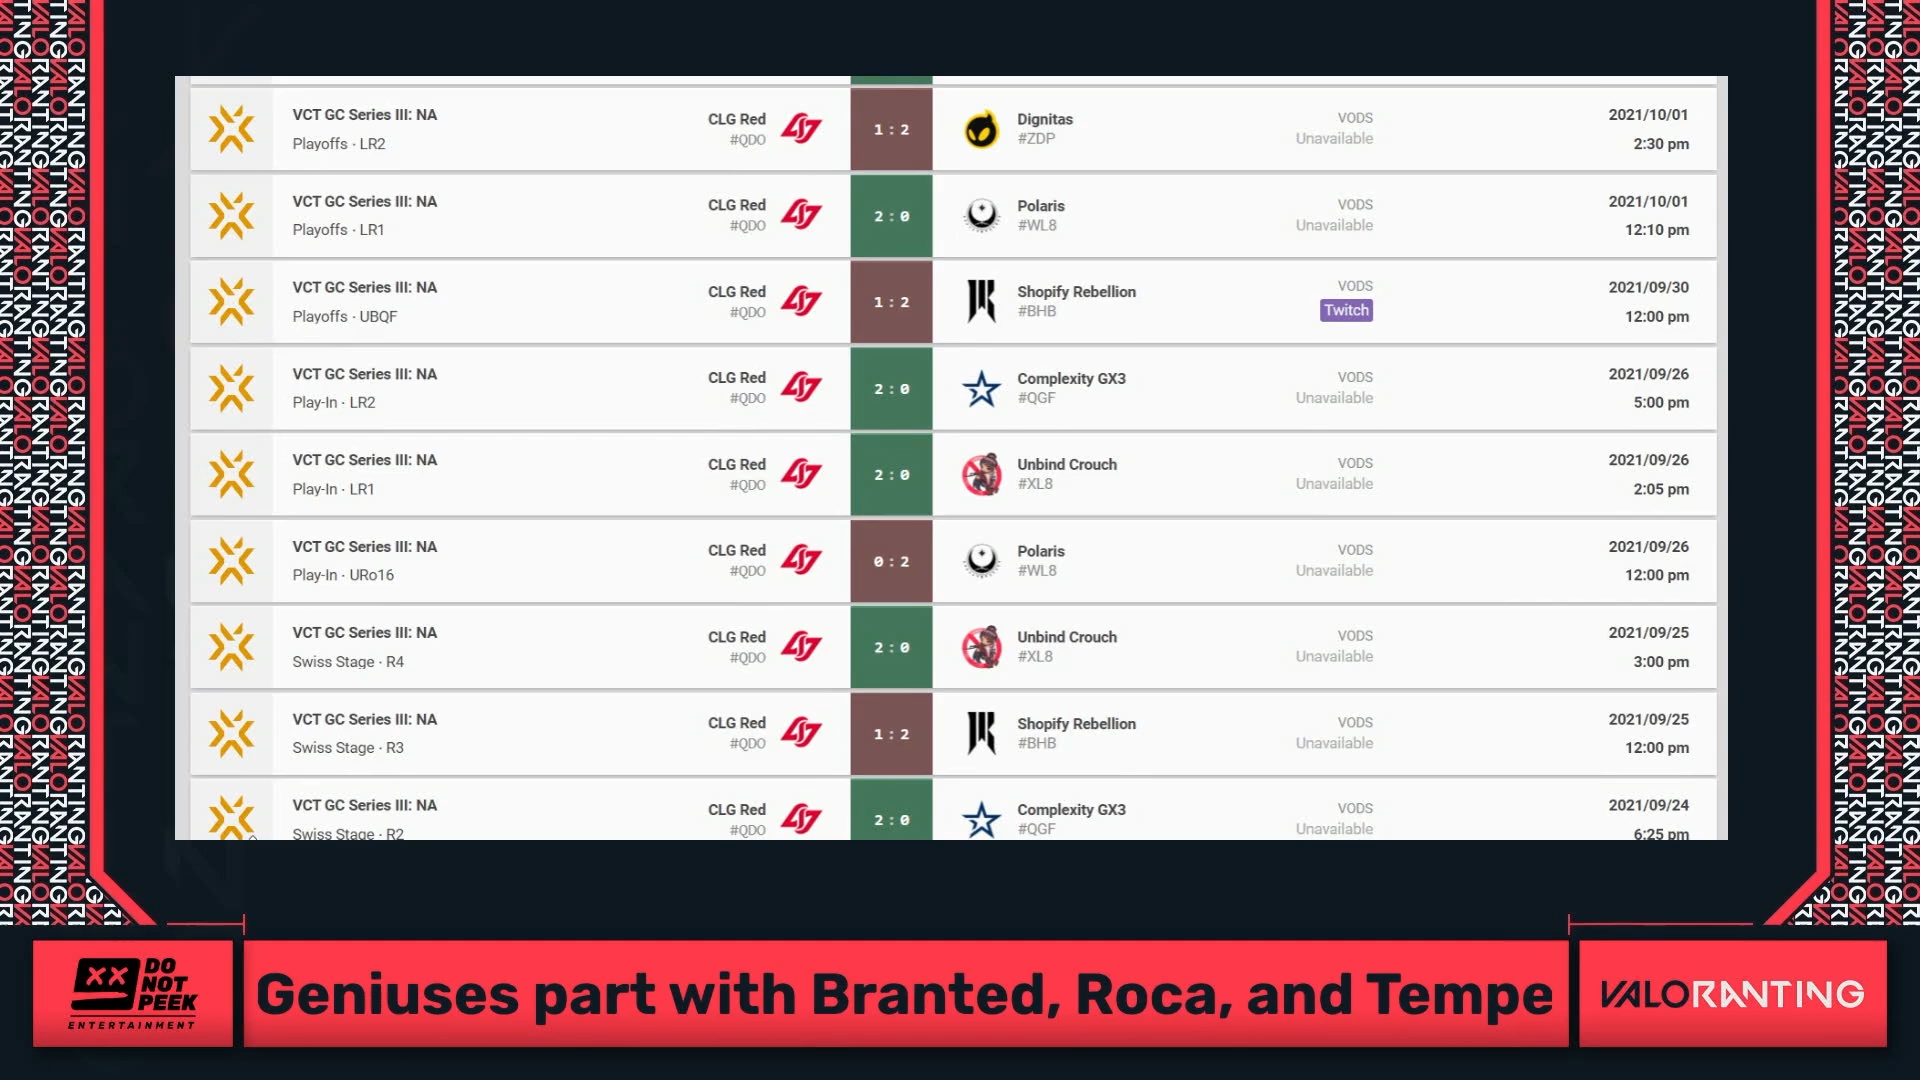 VCT GC Series III: NA
Playoffs · LR2
CLG Red
#QDO
1 : 2
Dignitas
#ZDP
VODS
Unavailable
2021/10/01
2:30 pm
VCT GC Series III: NA
Playoffs · LR1
CLG Red
#QDO
2 : 0
Polaris
#WL8
VODS
Unavailable
2021/10/01
12:10 pm
VCT GC Series III: NA
Playoffs · UBQF
CLG Red
#QDO
1 : 2
Shopify Rebellion
#BHB
VODS
Twitch
2021/09/30
12:00 pm
VCT GC Series III: NA
Play-In · LR2
CLG Red
#QDO
2 : 0
Complexity GX3
#QGF
VODS
Unavailable
2021/09/26
5:00 pm
VCT GC Series III: NA
Play-In · LR1
CLG Red
#QDO
2 : 0
Unbind Crouch
#XL8
VODS
Unavailable
2021/09/26
2:05 pm
VCT GC Series III: NA
Play-In · URo16
CLG Red
#QDO
0 : 2
Polaris
#WL8
VODS
Unavailable
2021/09/26
12:00 pm
VCT GC Series III: NA
Swiss Stage · R4
CLG Red
#QDO
2 : 0
Unbind Crouch
#XL8
VODS
Unavailable
2021/09/25
3:00 pm
VCT GC Series III: NA
Swiss Stage · R3
CLG Red
#QDO
1 : 2
Shopify Rebellion
#BHB
VODS
Unavailable
2021/09/25
12:00 pm
VCT GC Series III: NA
Swiss Stage · R2
CLG Red
#QDO
2 : 0
Complexity GX3
#QGF
VODS
Unavailable
2021/09/24
6:25 pm
DO
NOT
PEEK
ENTERTAINMENT
Geniuses part with Branted, Roca, and Tempe
VALORANTING